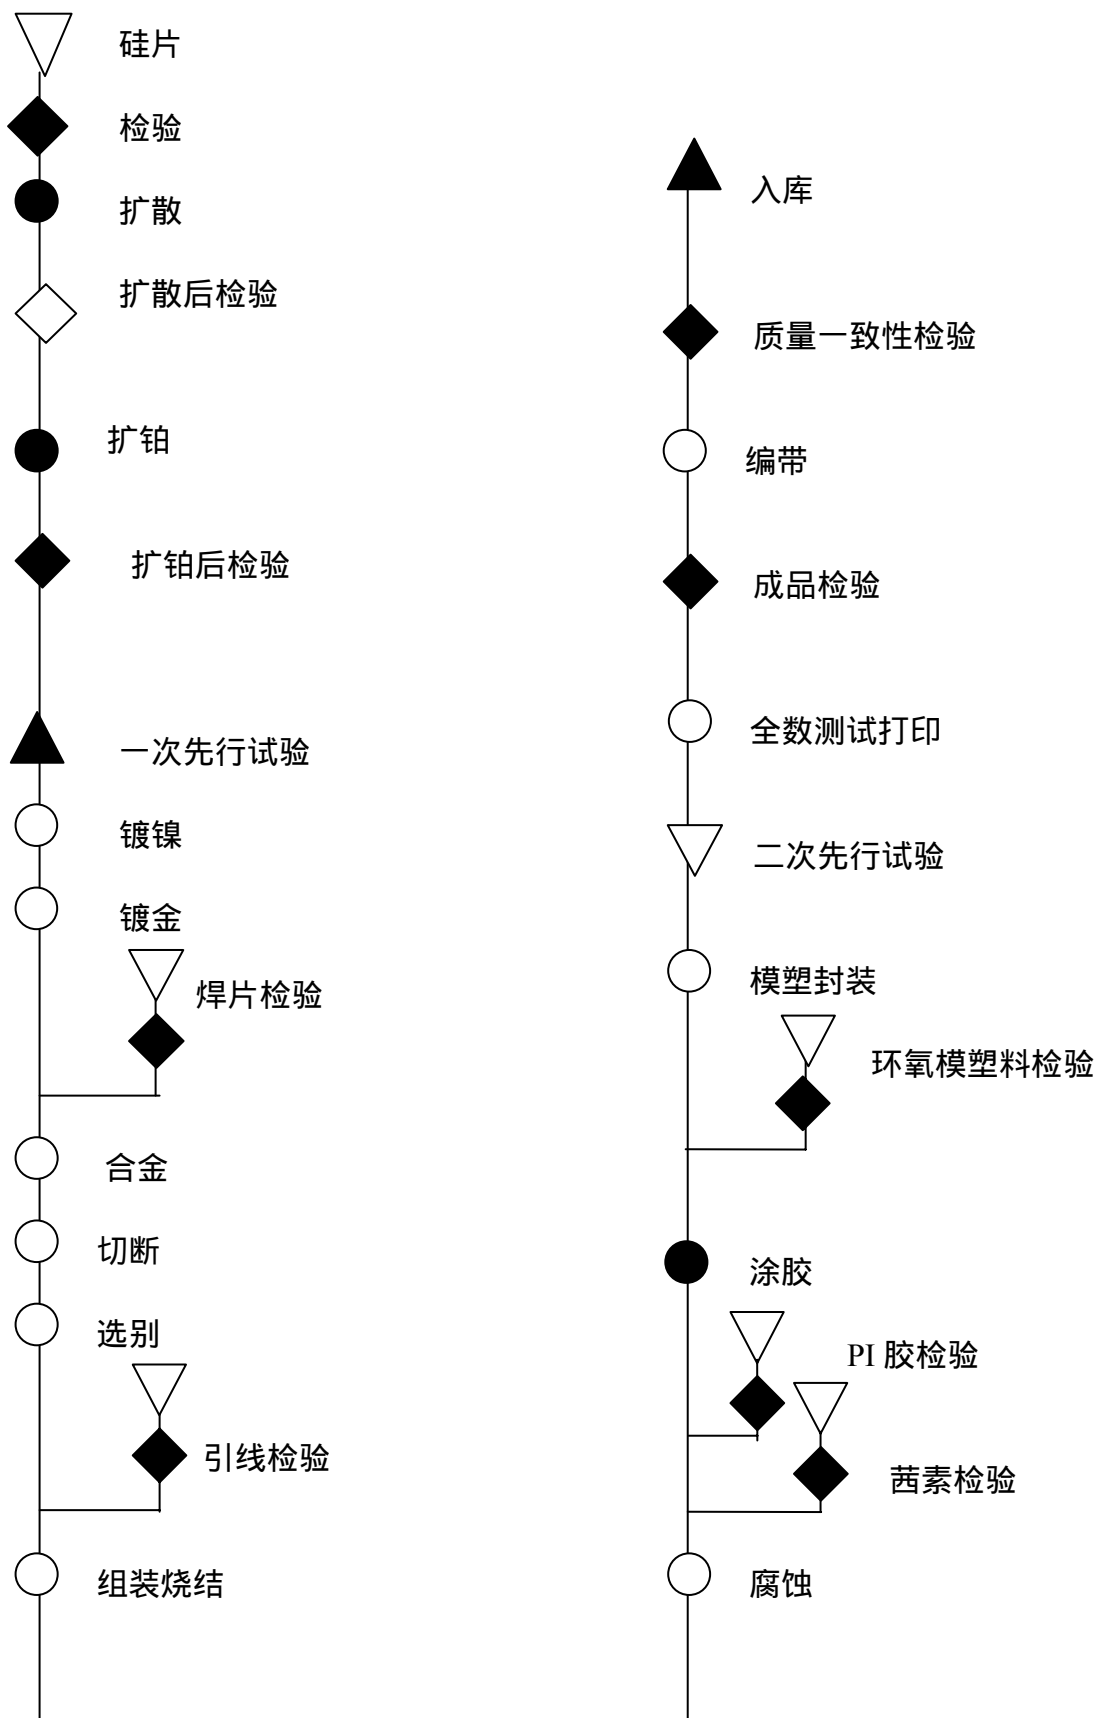 硅片
检验
扩散
扩散后检验
扩铂
扩铂后检验
一次先行试验
镀镍
镀金
焊片检验
合金
切断
选别
引线检验
组装烧结
入库
质量一致性检验
编带
成品检验
全数测试打印
二次先行试验
模塑封装
环氧模塑料检验
涂胶
PI 胶检验
茜素检验
腐蚀